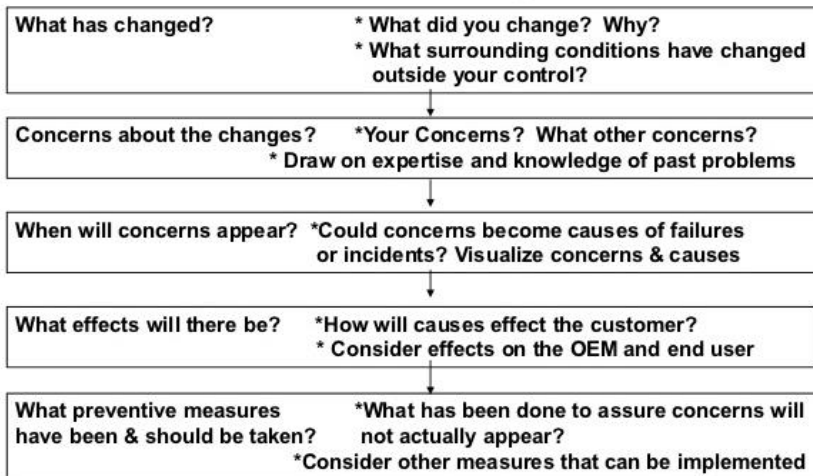 What has changed? * What did you change? Why?
* What surrounding conditions have changed
outside your control?
Concerns about the changes? *Your Concerns? What other concerns?
* Draw on expertise and knowledge of past problems
When will concerns appear? *Could concerns become causes of failures
or incidents? Visualize concerns & causes
What effects will there be? *How will causes effect the customer?
* Consider effects on the OEM and end user
What preventive measures *What has been done to assure concerns will
have been & should be taken? not actually appear?
*Consider other measures that can be implemented